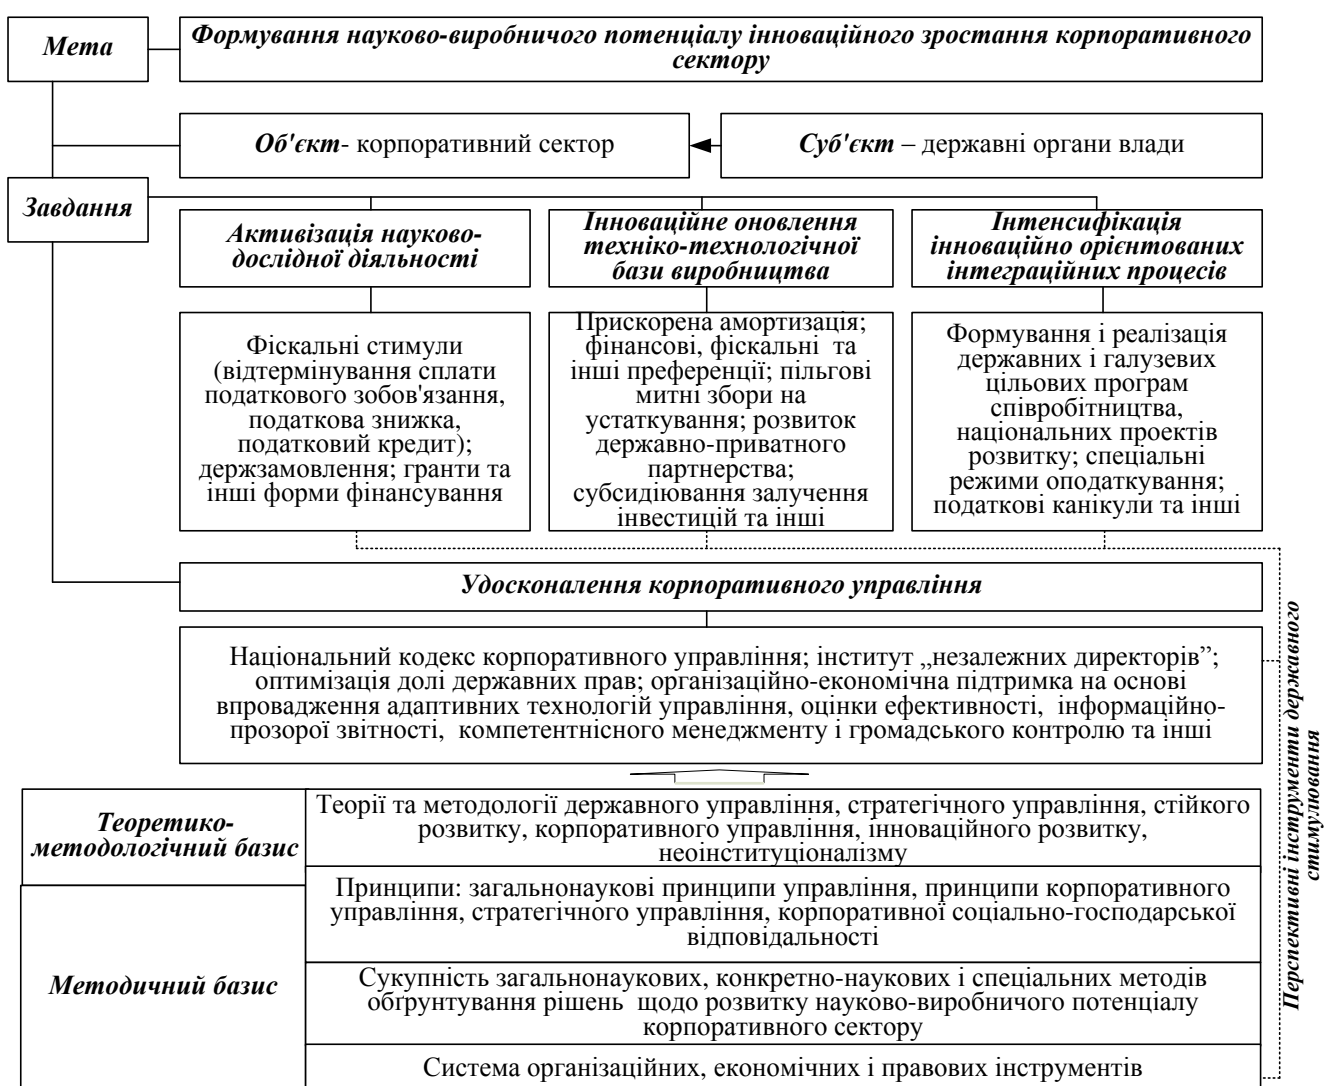 Мета
Формування науково-виробничого потенціалу інноваційного зростання корпоративного
сектору
Об'єкт- корпоративний сектор
Суб'єкт – державні органи влади
Завдання
Активізація науково-
дослідної діяльності
Інноваційне оновлення
техніко-технологічної
бази виробництва
Інтенсифікація
інноваційно орієнтованих
інтеграційних процесів
Фіскальні стимули
(відтермінування сплати
податкового зобов'язання,
податкова знижка,
податковий кредит);
держзамовлення; гранти та
інші форми фінансування
Прискорена амортизація;
фінансові, фіскальні та
інші преференції; пільгові
митні збори на
устаткування; розвиток
державно-приватного
партнерства;
субсидіювання залучення
інвестицій та інші
Формування і реалізація
державних і галузевих
цільових програм
співробітництва,
національних проектів
розвитку; спеціальні
режими оподаткування;
податкові канікули та інші
Удосконалення корпоративного управління
Національний кодекс корпоративного управління; інститут „незалежних директорів”;
оптимізація долі державних прав; організаційно-економічна підтримка на основі
впровадження адаптивних технологій управління, оцінки ефективності, інформаційно-
прозорої звітності, компетентнісного менеджменту і громадського контролю та інші
Перспективні інструменти державного
стимулювання
Теоретико-
методологічний базис
Теорії та методології державного управління, стратегічного управління, стійкого
розвитку, корпоративного управління, інноваційного розвитку,
неоінституціоналізму
Методичний базис
Принципи: загальнонаукові принципи управління, принципи корпоративного
управління, стратегічного управління, корпоративної соціально-господарської
відповідальності
Сукупність загальнонаукових, конкретно-наукових і спеціальних методів
обґрунтування рішень щодо розвитку науково-виробничого потенціалу
корпоративного сектору
Система організаційних, економічних і правових інструментів